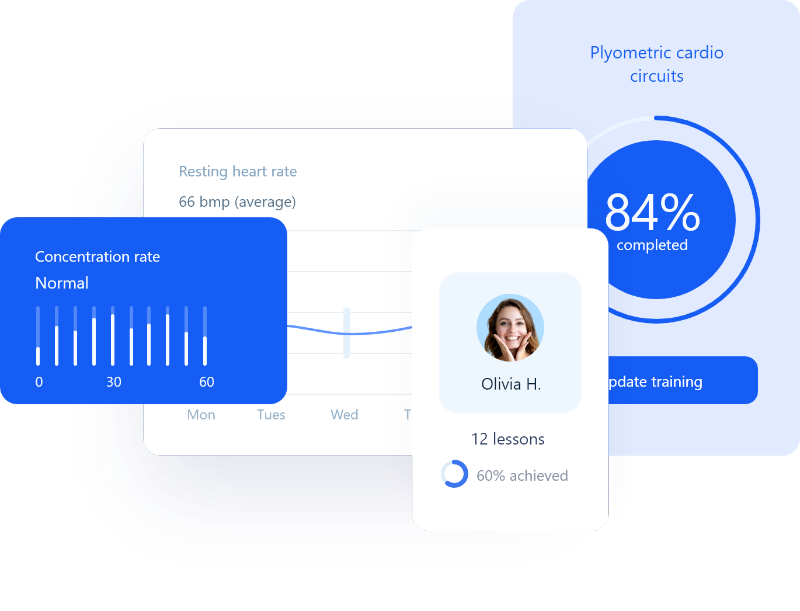 Plyometric cardio
circuits
84%
completed
Resting heart rate
66 bmp (average)
Concentration rate
Normal
0 30 60
Mon Tues Wed
Olivia H.
12 lessons
60% achieved
training